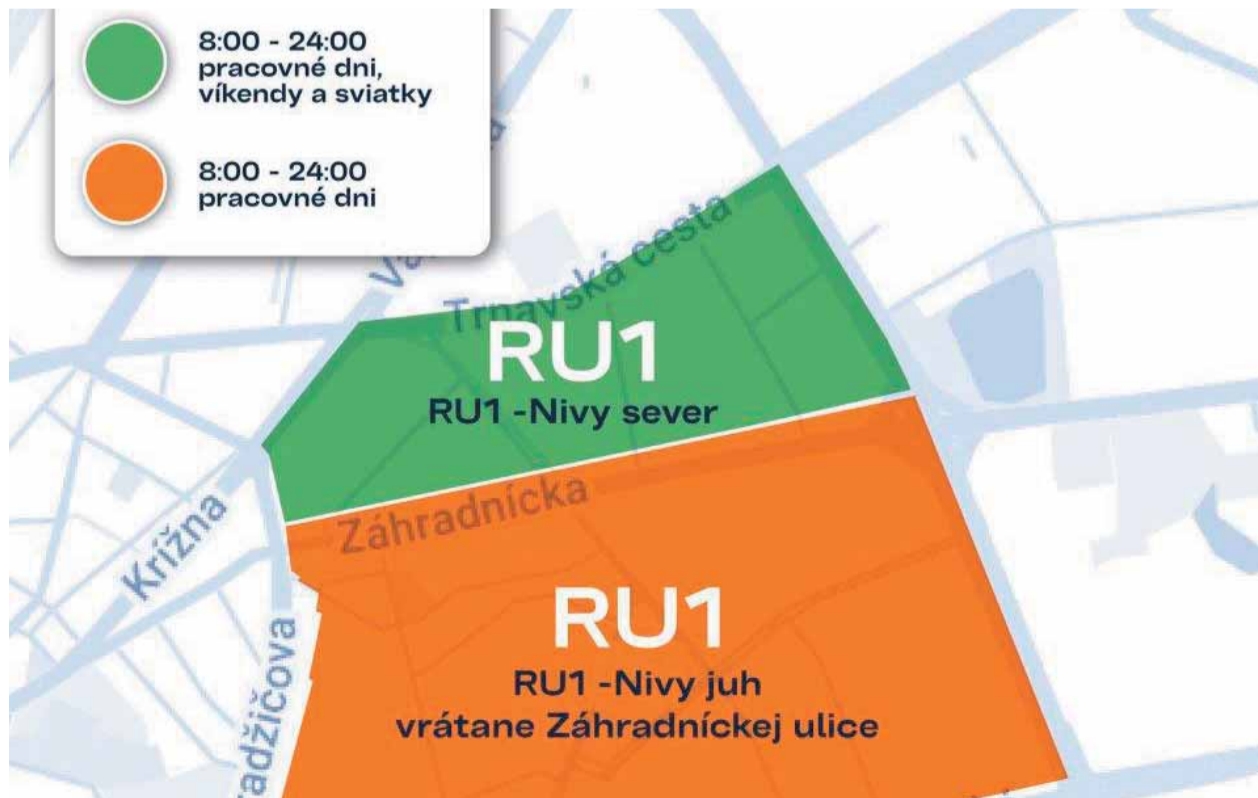 8:00 - 24:00
pracovné dni,
víkendy a sviatky
8:00 - 24:00
pracovné dni
Trnavská cesta
RU1
RU1 -Nivy sever
Záhradnícka
Krížna
RU1
RU1 -Nivy juh
vrátane Záhradníckej ulice